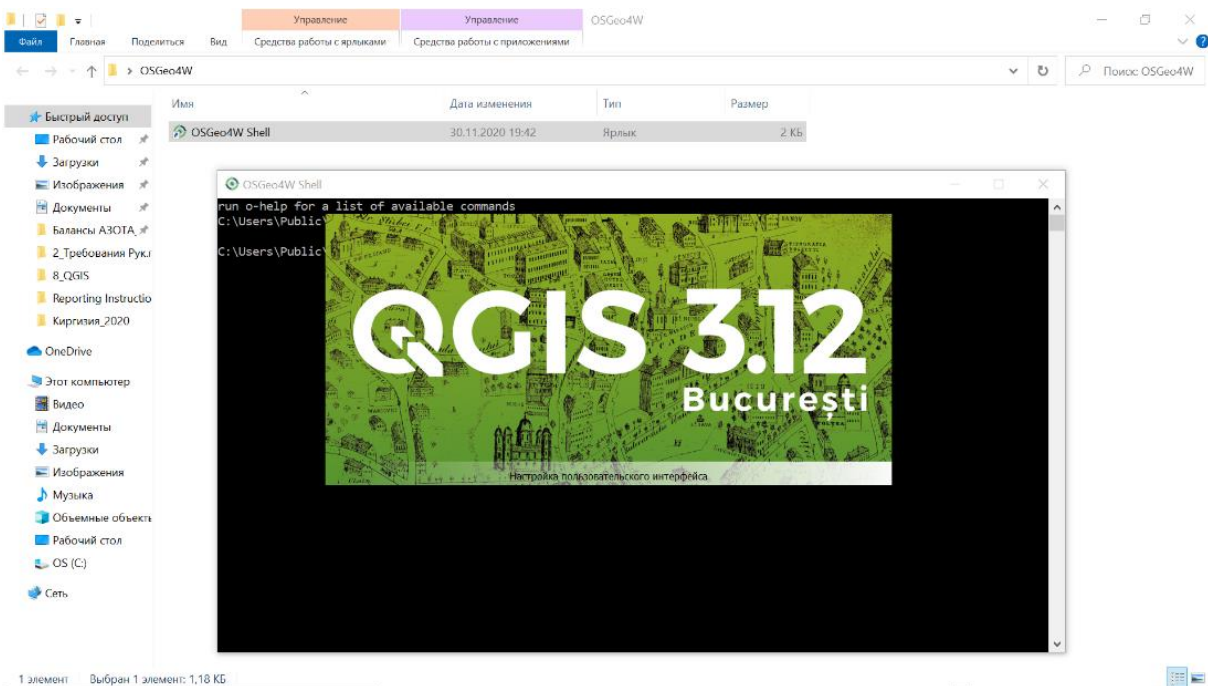 Управление Управление OSGeo4W
Файл Главная Поделиться Вид Средства работы с ярлыками Средства работы с приложениями
OSGeo4W Поиск: OSGeo4W
Имя Дата изменения Тип Размер
OSGeo4W Shell 30.11.2020 19:42 Ярлык 2 КБ
Быстрый доступ
Рабочий стол
Загрузки
Изображения
Документы
Балансы АЗОТА_
2_Требования Рук.г
8_QGIS
Reporting Instructio
Киргизия_2020
OneDrive
Этот компьютер
Видео
Документы
Загрузки
Изображения
Музыка
Объемные объекть
Рабочий стол
OS (C:)
Сеть
OSGeo4W Shell
run o-help for a list of available commands
C:\Users\Public\
C:\Users\Public\
QGIS 3.12
București
Настройка пользовательского интерфейса
1 элемент Выбран 1 элемент: 1,18 КБ